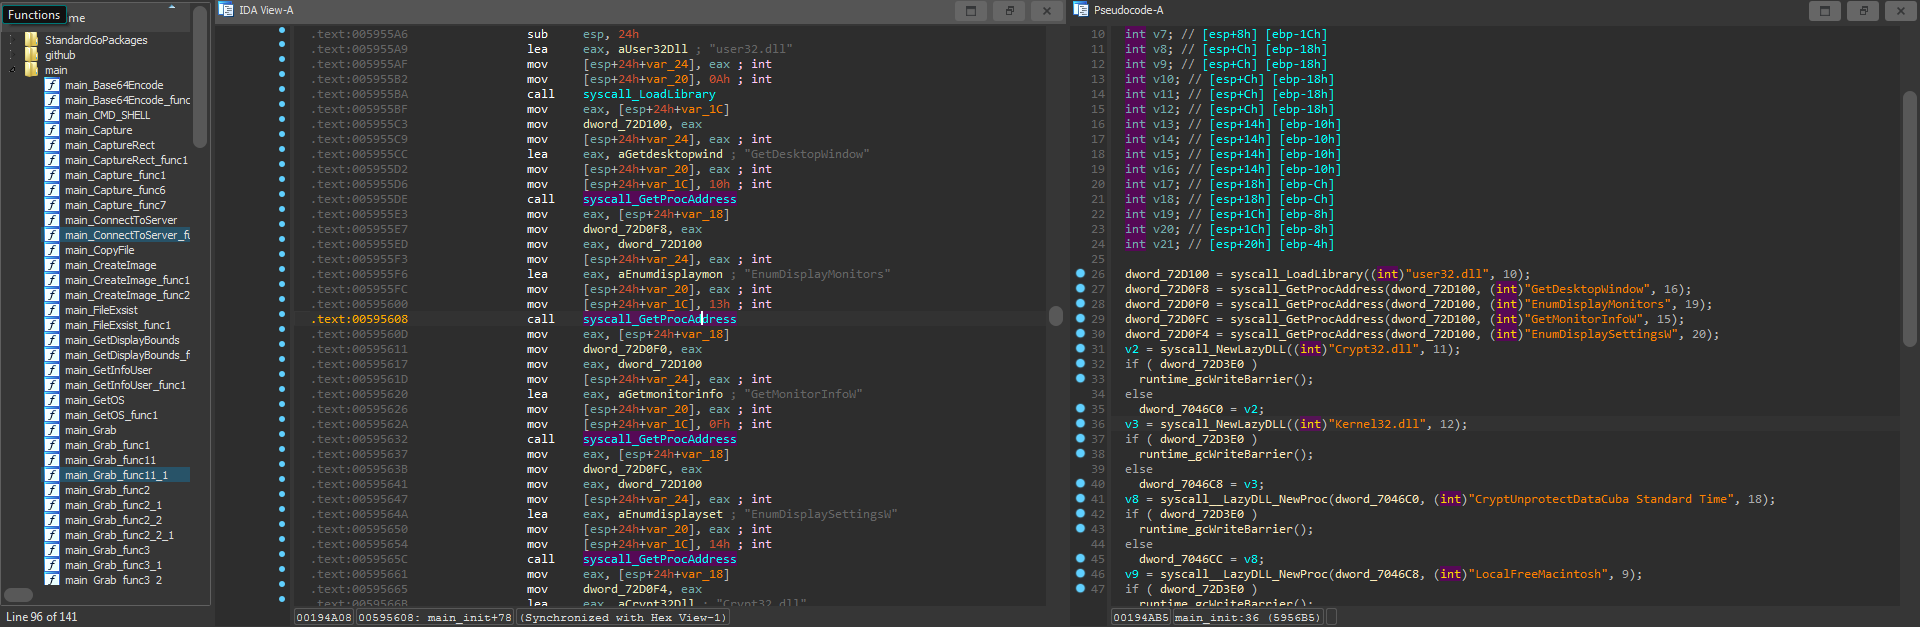 Functions
me
StandardGoPackages
github
main
main_Base64Encode
main_Base64Encode_func
main_CMD_SHELL
main_Capture
main_CaptureRect
main_CaptureRect_func1
main_Capture_func1
main_Capture_func6
main_Capture_func7
main_ConnectToServer
main_ConnectToServer_fu
main_CopyFile
main_CreateImage
main_CreateImage_func1
main_CreateImage_func2
main_FileExsist
main_FileExsist_func1
main_GetDisplayBounds
main_GetDisplayBounds_f
main_GetInfoUser
main_GetInfoUser_func1
main_GetOS
main_GetOS_func1
main_Grab
main_Grab_func1
main_Grab_func11
main_Grab_func11_1
main_Grab_func2
main_Grab_func2_1
main_Grab_func2_2
main_Grab_func2_2_1
main_Grab_func3
main_Grab_func3_1
main_Grab_func3_2
Line 96 of 141
IDA View-A
.text:005955A6 sub esp, 24h
.text:005955A9 lea eax, aUser32Dll ; "user32.dll"
.text:005955AF mov [esp+24h+var_24], eax ; int
.text:005955B2 mov [esp+24h+var_20], 0Ah ; int
.text:005955BA call syscall_LoadLibrary
.text:005955BF mov eax, [esp+24h+var_1C]
.text:005955C3 mov dword_72D100, eax
.text:005955C9 mov [esp+24h+var_24], eax ; int
.text:005955CC lea eax, aGetdesktopwind ; "GetDesktopWindow"
.text:005955D2 mov [esp+24h+var_20], eax ; int
.text:005955D6 mov [esp+24h+var_1C], 10h ; int
.text:005955DE call syscall_GetProcAddress
.text:005955E3 mov eax, [esp+24h+var_18]
.text:005955E7 mov dword_72D0F8, eax
.text:005955ED mov eax, dword_72D100
.text:005955F3 mov [esp+24h+var_24], eax ; int
.text:005955F6 lea eax, aEnumdisplaymon ; "EnumDisplayMonitors"
.text:005955FC mov [esp+24h+var_20], eax ; int
.text:00595600 mov [esp+24h+var_1C], 13h ; int
.text:00595608 call syscall_GetProcAddress
.text:0059560D mov eax, [esp+24h+var_18]
.text:00595611 mov dword_72D0F0, eax
.text:00595617 mov eax, dword_72D100
.text:0059561D mov [esp+24h+var_24], eax ; int
.text:00595620 lea eax, aGetmonitorinfo ; "GetMonitorInfoW"
.text:00595626 mov [esp+24h+var_20], eax ; int
.text:0059562A mov [esp+24h+var_1C], 0Fh ; int
.text:00595632 call syscall_GetProcAddress
.text:00595637 mov eax, [esp+24h+var_18]
.text:0059563B mov dword_72D0FC, eax
.text:00595641 mov eax, dword_72D100
.text:00595647 mov [esp+24h+var_24], eax ; int
.text:0059564A lea eax, aEnumdisplayset ; "EnumDisplaySettingsW"
.text:00595650 mov [esp+24h+var_20], eax ; int
.text:00595654 mov [esp+24h+var_1C], 14h ; int
.text:0059565C call syscall_GetProcAddress
.text:00595661 mov eax, [esp+24h+var_18]
.text:00595665 mov dword_72D0F4, eax
.text:0059566B lea eax, aCrypt32Dll ; "Crypt32.dll"
00194A08 00595608: main_init+78 (Synchronized with Hex View-1)
Pseudocode-A
10 int v7; // [esp+8h] [ebp-1Ch]
11 int v8; // [esp+Ch] [ebp-18h]
12 int v9; // [esp+Ch] [ebp-18h]
13 int v10; // [esp+Ch] [ebp-18h]
14 int v11; // [esp+Ch] [ebp-18h]
15 int v12; // [esp+Ch] [ebp-18h]
16 int v13; // [esp+14h] [ebp-10h]
17 int v14; // [esp+14h] [ebp-10h]
18 int v15; // [esp+14h] [ebp-10h]
19 int v16; // [esp+14h] [ebp-10h]
20 int v17; // [esp+18h] [ebp-Ch]
21 int v18; // [esp+18h] [ebp-Ch]
22 int v19; // [esp+1Ch] [ebp-8h]
23 int v20; // [esp+1Ch] [ebp-8h]
24 int v21; // [esp+20h] [ebp-4h]
25
26 dword_72D100 = syscall_LoadLibrary((int)"user32.dll", 10);
27 dword_72D0F8 = syscall_GetProcAddress(dword_72D100, (int)"GetDesktopWindow", 16);
28 dword_72D0F0 = syscall_GetProcAddress(dword_72D100, (int)"EnumDisplayMonitors", 19);
29 dword_72D0FC = syscall_GetProcAddress(dword_72D100, (int)"GetMonitorInfoW", 15);
30 dword_72D0F4 = syscall_GetProcAddress(dword_72D100, (int)"EnumDisplaySettingsW", 20);
31 v2 = syscall_NewLazyDLL((int)"Crypt32.dll", 11);
32 if ( dword_72D3E0 )
33 runtime_gcWriteBarrier();
34 else
35 dword_7046C0 = v2;
36 v3 = syscall_NewLazyDLL((int)"Kernel32.dll", 12);
37 if ( dword_72D3E0 )
38 runtime_gcWriteBarrier();
39 else
40 dword_7046C8 = v3;
41 v8 = syscall__LazyDLL_NewProc(dword_7046C0, (int)"CryptUnprotectDataCuba Standard Time", 18);
42 if ( dword_72D3E0 )
43 runtime_gcWriteBarrier();
44 else
45 dword_7046CC = v8;
46 v9 = syscall__LazyDLL_NewProc(dword_7046C8, (int)"LocalFreeMacintosh", 9);
47 if ( dword_72D3E0 )
runtime_gcWriteBarrier();
00194AB5 main_init:36 (5956B5)